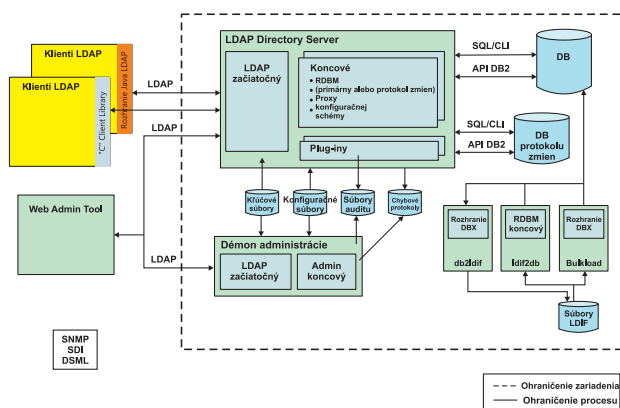 LDAP Directory Server
LDAP
začiatočný
Koncové
• RDBM
• (primárny alebo protokol zmien)
• Proxy
• konfiguračnej
schémy
Plug-iny
SQL/CLI
API DB2
DB
SQL/CLI
API DB2
DB
protokolu
zmien
Klienti LDAP
Rozhranie Java LDAP
Klienti LDAP
"C" Client Library
LDAP
LDAP
LDAP
Web Admin Tool
Kľúčové
súbory
Konfiguračné
súbory
Súbory
auditu
Chybové
protokoly
Démon administrácie
LDAP
začiatočný
Admin
koncový
Rozhranie
DBX
db2ldif
RDBM
koncový
ldif2db
Rozhranie
DBX
Bulkload
Súbory
LDIF
SNMP
SDI
DSML
Ohraničenie zariadenia
Ohraničenie procesu